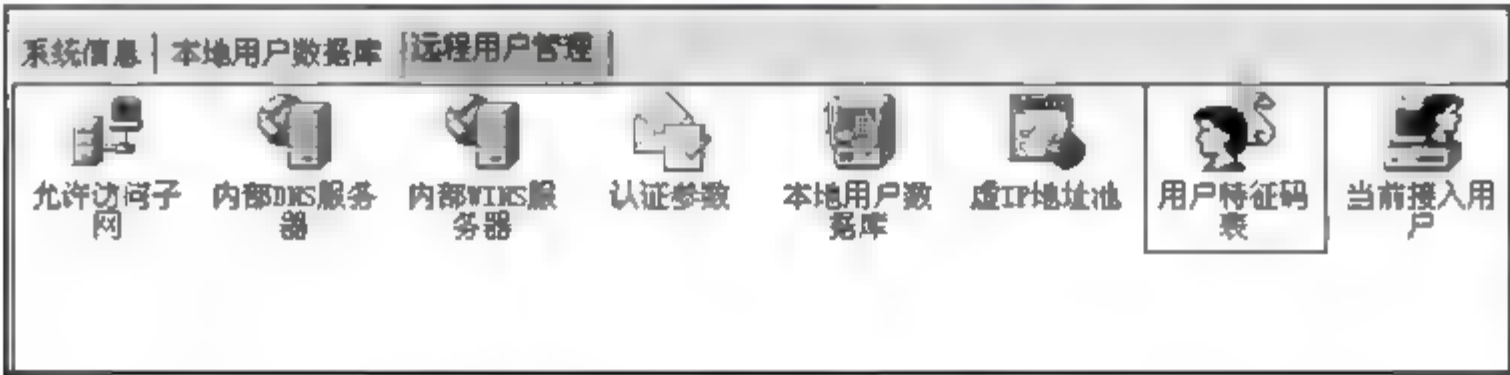 系统信息 本地用户数据库 远程用户管理
允许访问子网 内部DNS服务器 内部WINS服务器 认证参数 本地用户数据库 虚IP地址池 用户特征码表 当前接入用户